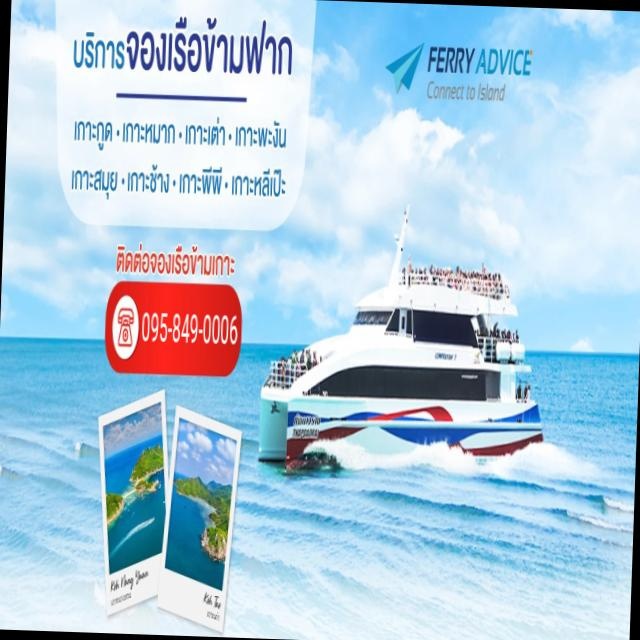 บริการจองเรือข้ามฟาก
เกาะกูด • เกาะหมาก • เกาะเต่า • เกาะพะงัน
เกาะสมุย • เกาะช้าง • เกาะพีพี • เกาะหลีเป๊ะ
FERRY ADVICE
Connect to Island
ติดต่อจองเรือข้ามเกาะ
095-849-0006
Koh Nang Yuan
Koh Tao